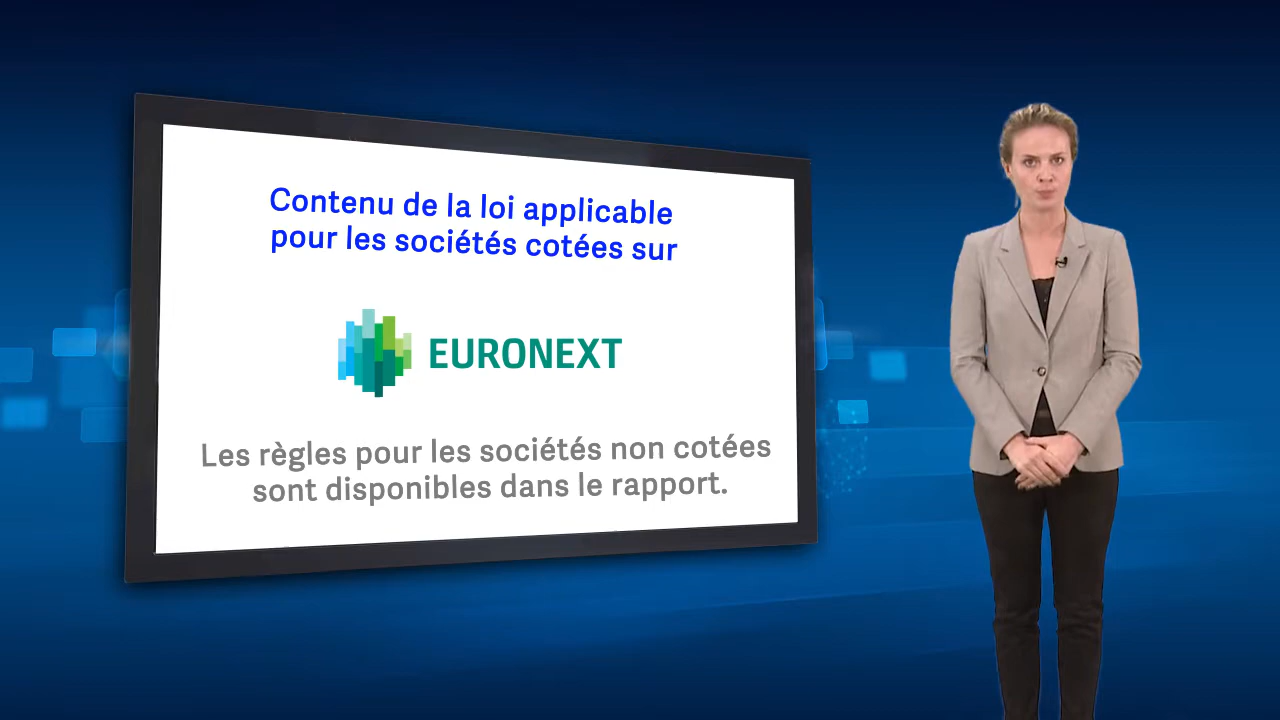 Contenu de la loi applicable
pour les sociétés cotées sur
EURONEXT
Les règles pour les sociétés non cotées
sont disponibles dans le rapport.